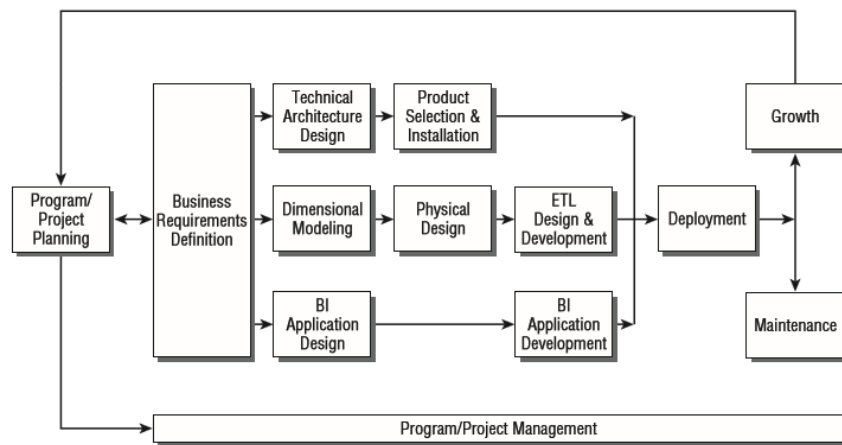 Program/
Project
Planning
Business
Requirements
Definition
Technical
Architecture
Design
Product
Selection &
Installation
Dimensional
Modeling
Physical
Design
ETL
Design &
Development
BI
Application
Design
BI
Application
Development
Deployment
Growth
Maintenance
Program/Project Management